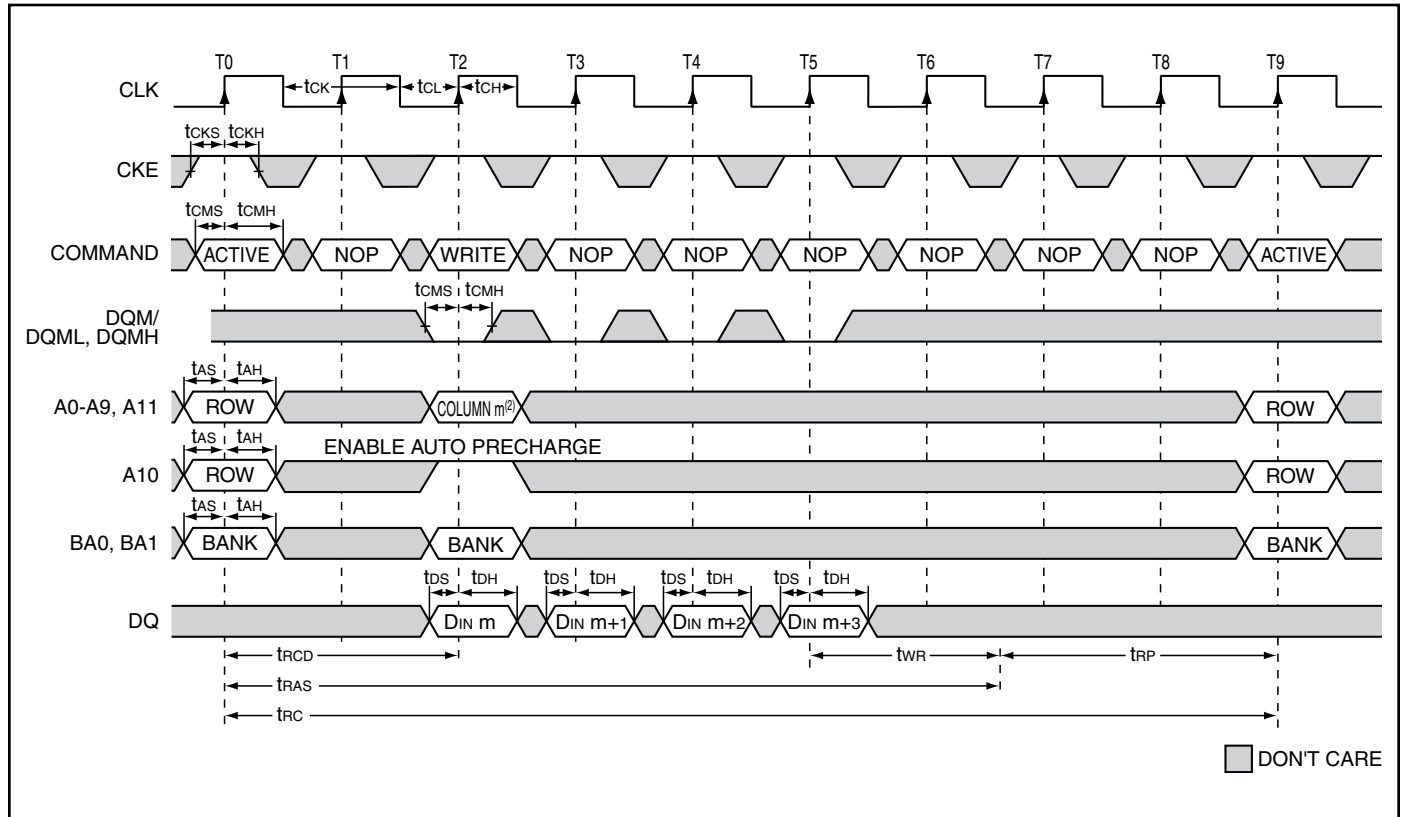 T0 T1 T2 T3 T4 T5 T6 T7 T8 T9
CLK tCK tCL tCH
tCKS tCKH
CKE
tCMS tCMH
COMMAND ACTIVE NOP WRITE NOP NOP NOP NOP NOP NOP ACTIVE
tCMS tCMH
DQM/
DQML, DQMH
tAS tAH
A0-A9, A11 ROW COLUMN m(2) ROW
tAS tAH ENABLE AUTO PRECHARGE
A10 ROW ROW
tAS tAH
BA0, BA1 BANK BANK BANK
tDS tDH tDS tDH tDS tDH tDS tDH
DQ DIN m DIN m+1 DIN m+2 DIN m+3
tRCD tWR tRP
tRAS
tRC
DON'T CARE